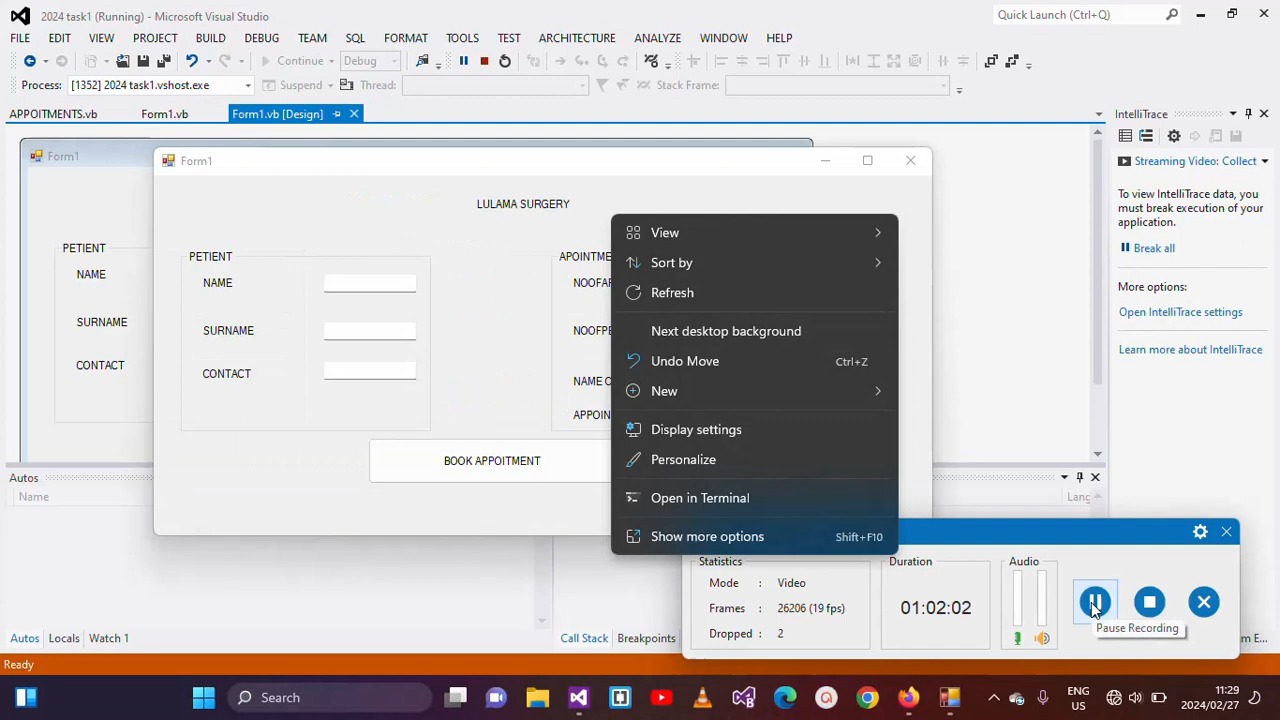 2024 task1 (Running) - Microsoft Visual Studio
Quick Launch (Ctrl+Q)
FILE EDIT VIEW PROJECT BUILD DEBUG TEAM SQL FORMAT TOOLS TEST ARCHITECTURE ANALYZE WINDOW HELP
Continue Debug
Process: [1352] 2024 task1.vshost.exe Suspend Thread: Stack Frame:
APPOITMENTS.vb Form1.vb Form1.vb [Design]
IntelliTrace
Streaming Video: Collect
To view IntelliTrace data, you
must break execution of your
application.
Break all
More options:
Open IntelliTrace settings
Learn more about IntelliTrace
Form1
PETIENT
NAME
SURNAME
CONTACT
Form1
LULAMA SURGERY
PETIENT
NAME
SURNAME
CONTACT
APOINTME
NOOFAF
NOOFPE
NAME O
APPOIN
BOOK APPOITMENT
View
Sort by
Refresh
Next desktop background
Undo Move Ctrl+Z
New
Display settings
Personalize
Open in Terminal
Show more options Shift+F10
Autos
Name
Lang
Statistics
Mode : Video
Frames : 26206 (19 fps)
Dropped : 2
Duration
01:02:02
Audio
Pause Recording
Autos Locals Watch 1
Call Stack Breakpoints
m E...
Ready
Search
ENG
US
11:29
2024/02/27